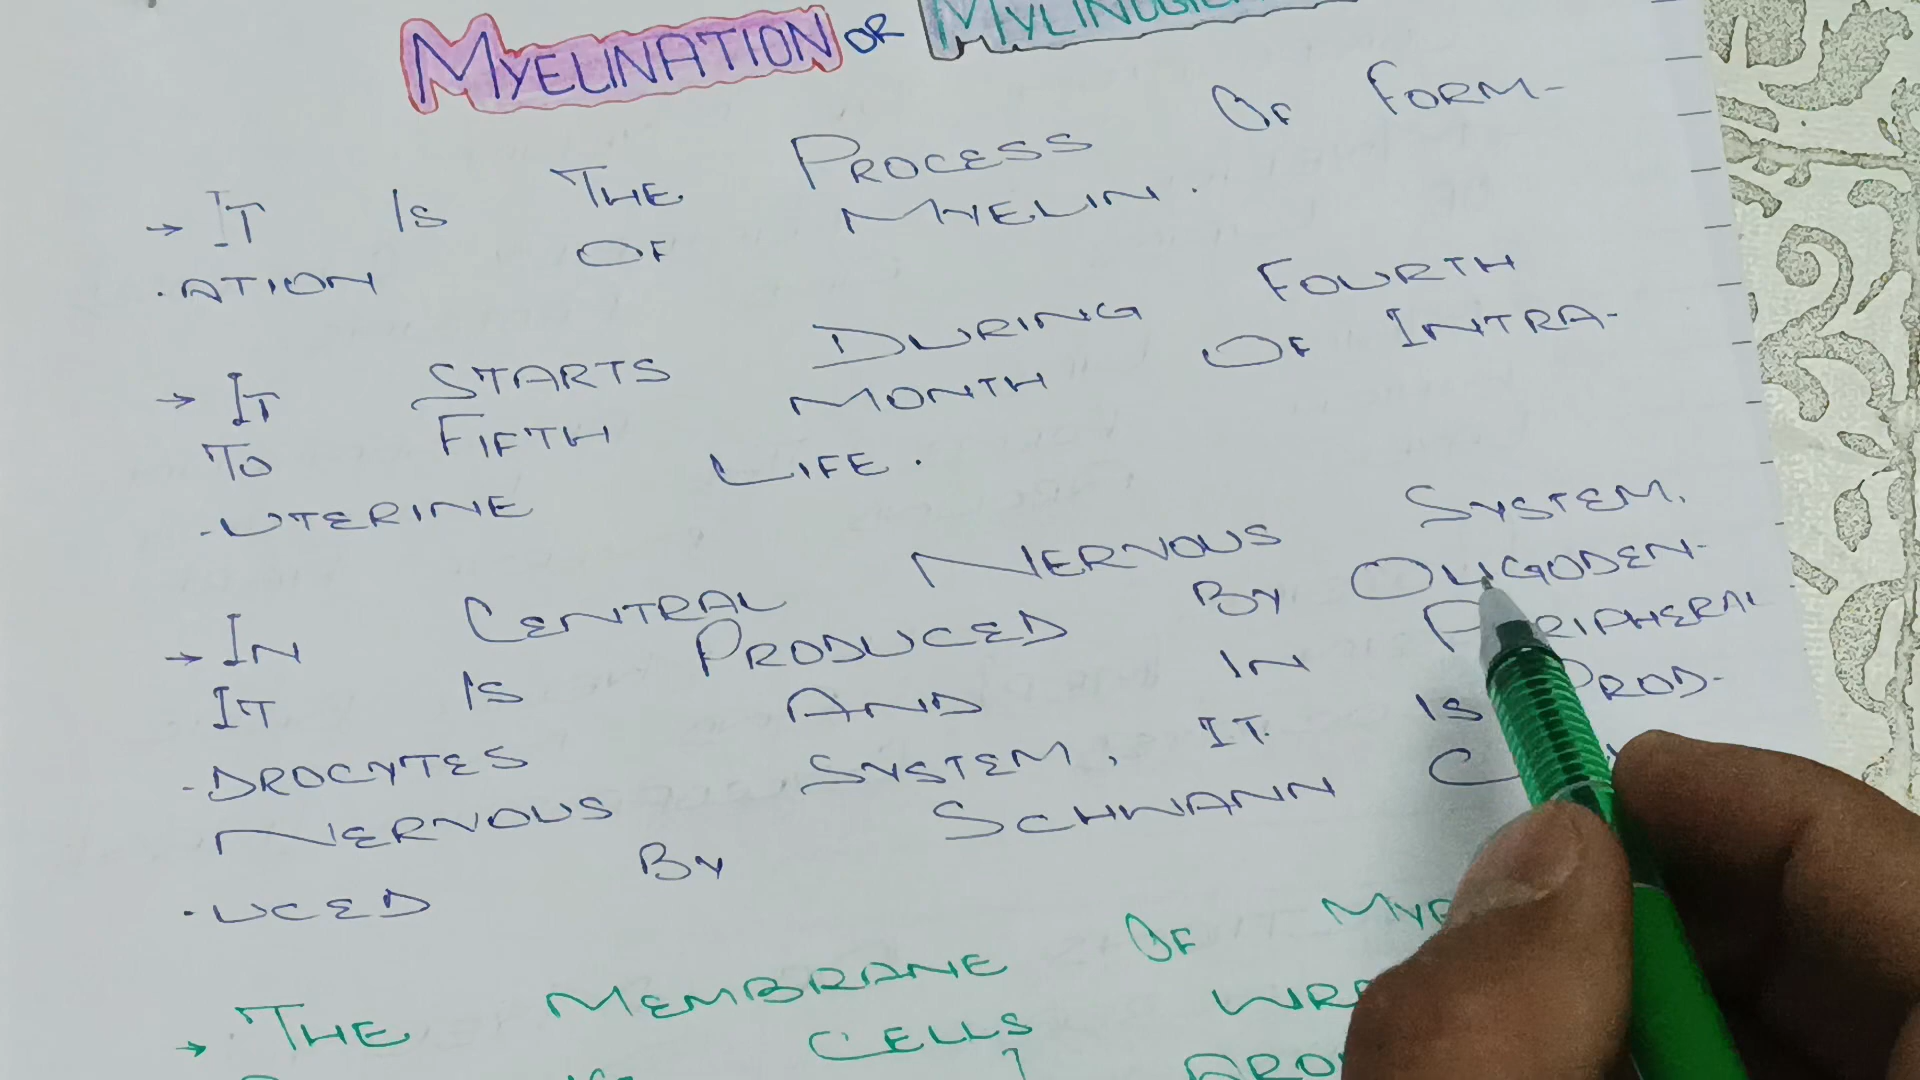 MYELINATION OR
→ IT IS THE PROCESS OF FORM-
-ATION OF MYELIN.
→ IT STARTS DURING FOURTH
TO FIFTH MONTH OF INTRA-
-UTERINE LIFE.
→ IN CENTRAL NERVOUS SYSTEM,
IT IS PRODUCED BY OLIGODEN-
-DROCYTES AND IN PERIPHERAL
NERVOUS SYSTEM, IT IS PROD-
-UCED BY SCHWANN
→ THE MEMBRANE OF
CELLS